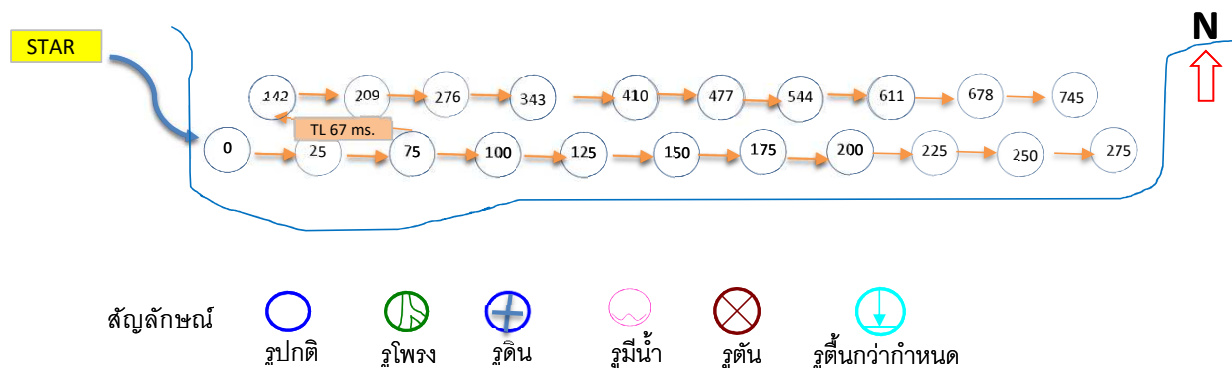 STAR
N
242 209 276 343 410 477 544 611 678 745
TL 67 ms.
0 25 75 100 125 150 175 200 225 250 275
สัญลักษณ์
รูปกติ รูโพรง รูดิน รูมีน้ำ รูตัน รูตื้นกว่ากำหนด